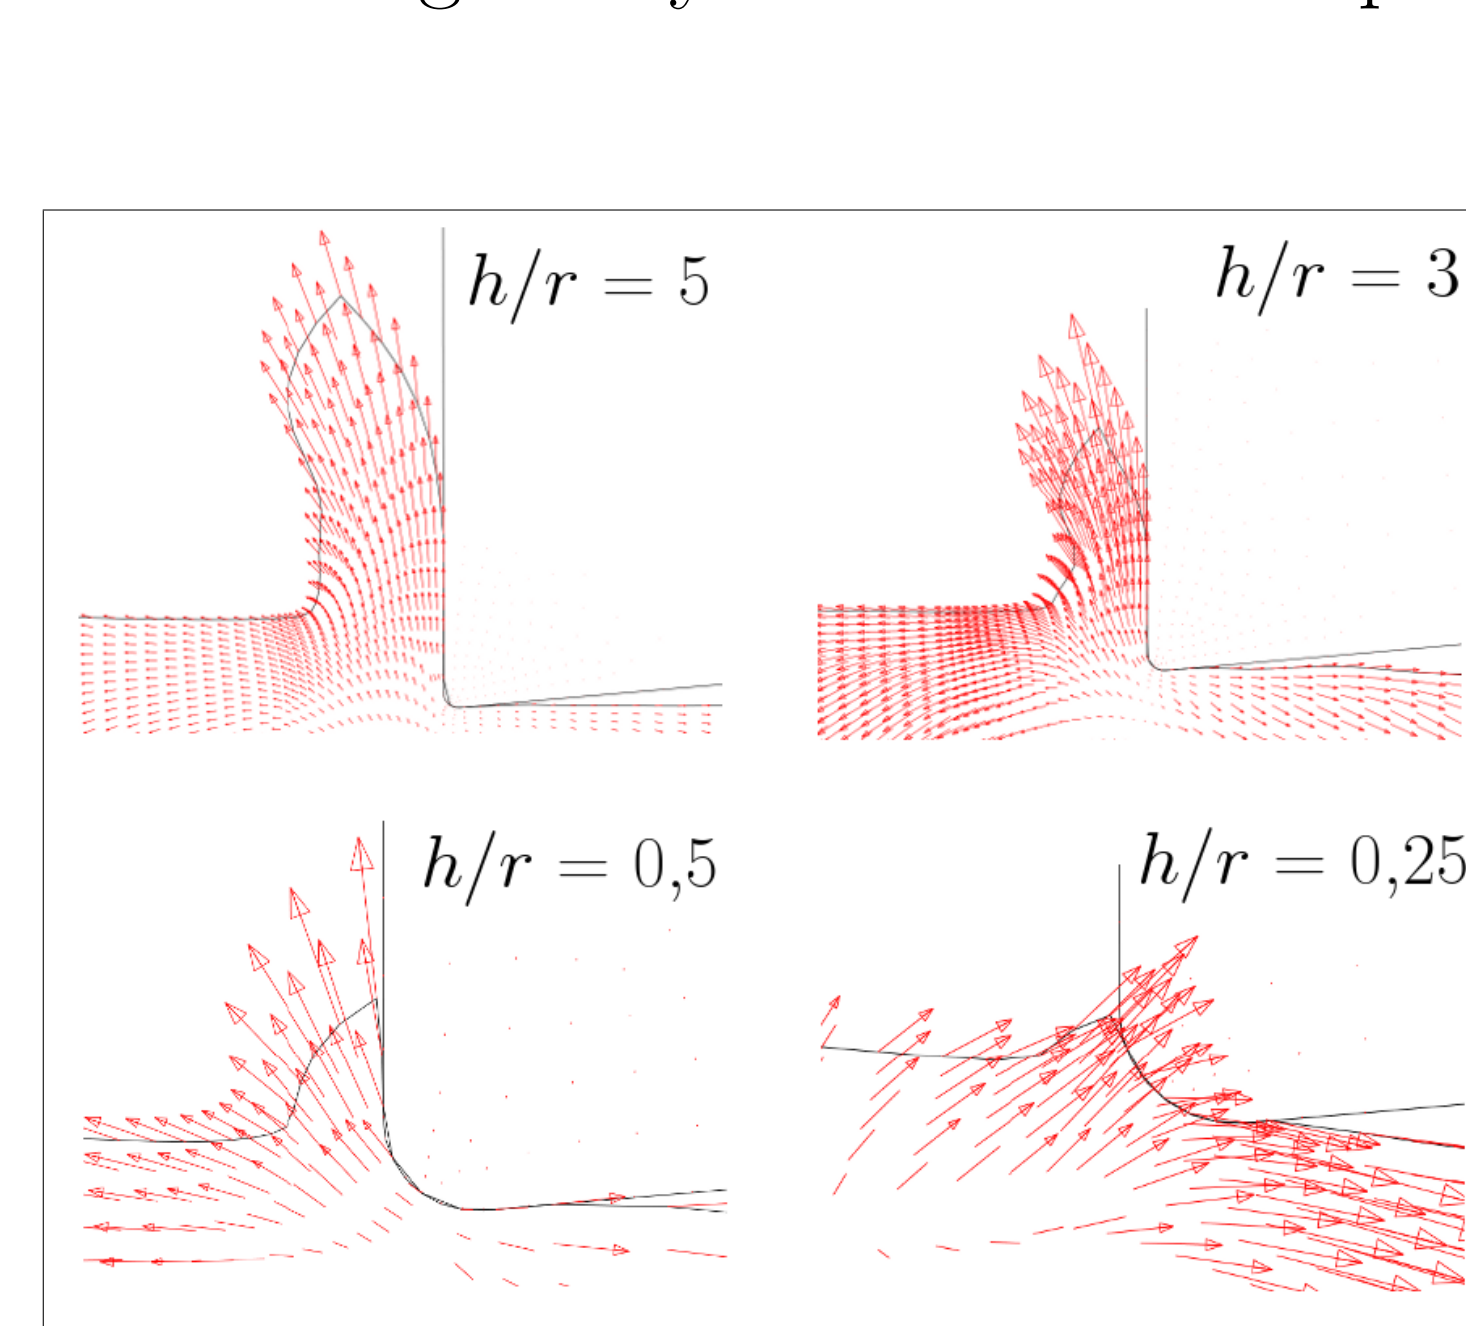 h/r = 5
h/r = 3
h/r = 0,5
h/r = 0,25